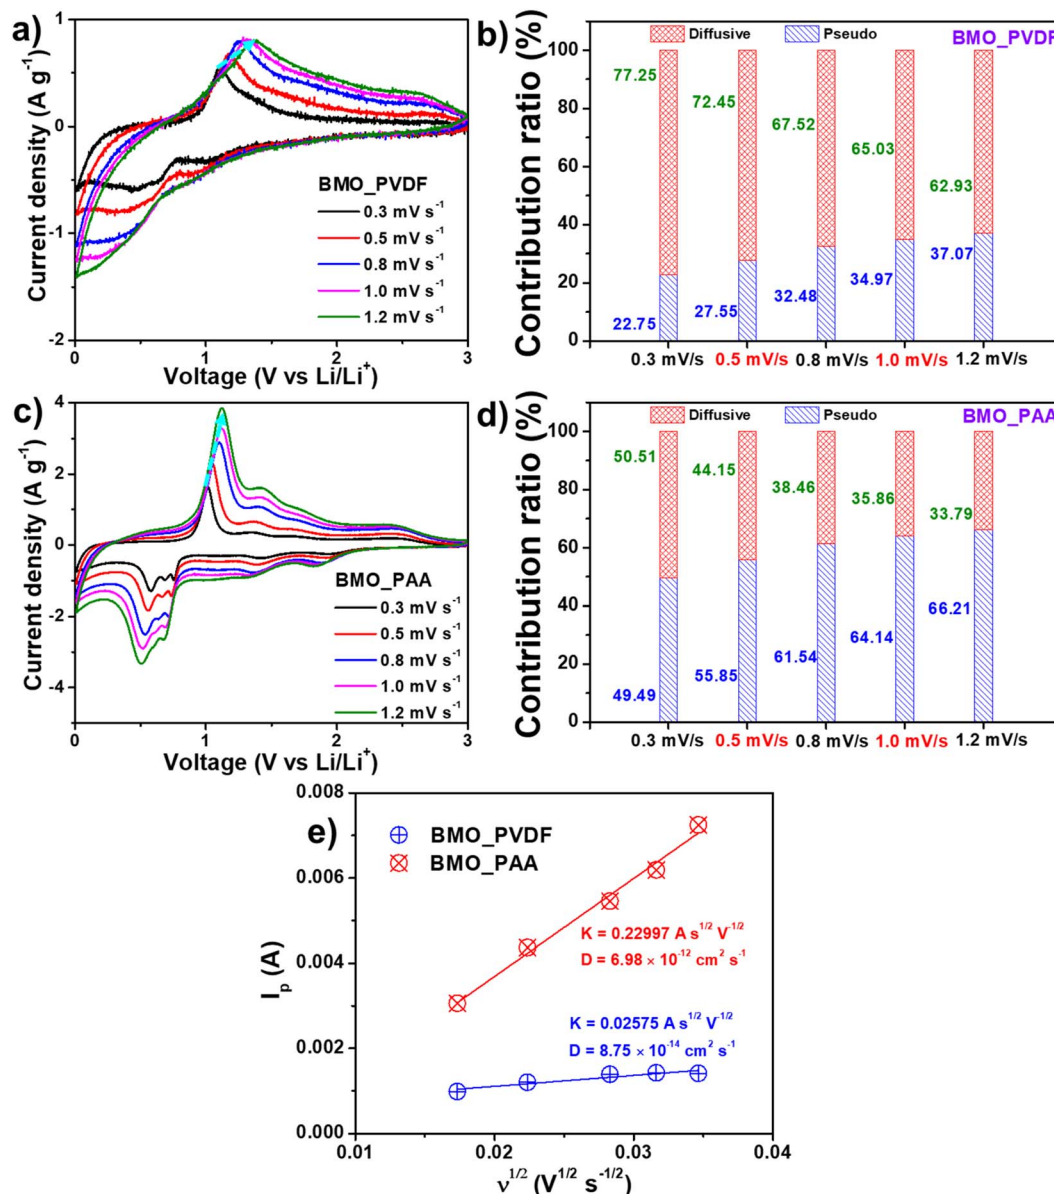 a)
Current density (A g⁻¹)
1
0
-1
-2
BMO_PVDF
0.3 mV s⁻¹
0.5 mV s⁻¹
0.8 mV s⁻¹
1.0 mV s⁻¹
1.2 mV s⁻¹
0 1 2 3
Voltage (V vs Li/Li⁺)
b)
Contribution ratio (%)
Diffusive Pseudo BMO_PVDF
100
80
60
40
20
0
77.25
72.45
67.52
65.03
62.93
22.75
27.55
32.48
34.97
37.07
0.3 mV/s 0.5 mV/s 0.8 mV/s 1.0 mV/s 1.2 mV/s
c)
Current density (A g⁻¹)
4
2
0
-2
-4
BMO_PAA
0.3 mV s⁻¹
0.5 mV s⁻¹
0.8 mV s⁻¹
1.0 mV s⁻¹
1.2 mV s⁻¹
0 1 2 3
Voltage (V vs Li/Li⁺)
d)
Contribution ratio (%)
Diffusive Pseudo BMO_PAA
100
80
60
40
20
0
50.51
44.15
38.46
35.86
33.79
49.49
55.85
61.54
64.14
66.21
0.3 mV/s 0.5 mV/s 0.8 mV/s 1.0 mV/s 1.2 mV/s
e)
Iₚ (A)
0.008
0.006
0.004
0.002
0.000
BMO_PVDF
BMO_PAA
K = 0.22997 A s^1/2 V^-1/2
D = 6.98 × 10⁻¹² cm² s⁻¹
K = 0.02575 A s^1/2 V^-1/2
D = 8.75 × 10⁻¹⁴ cm² s⁻¹
0.01 0.02 0.03 0.04
ν^1/2 (V^1/2 s^-1/2)